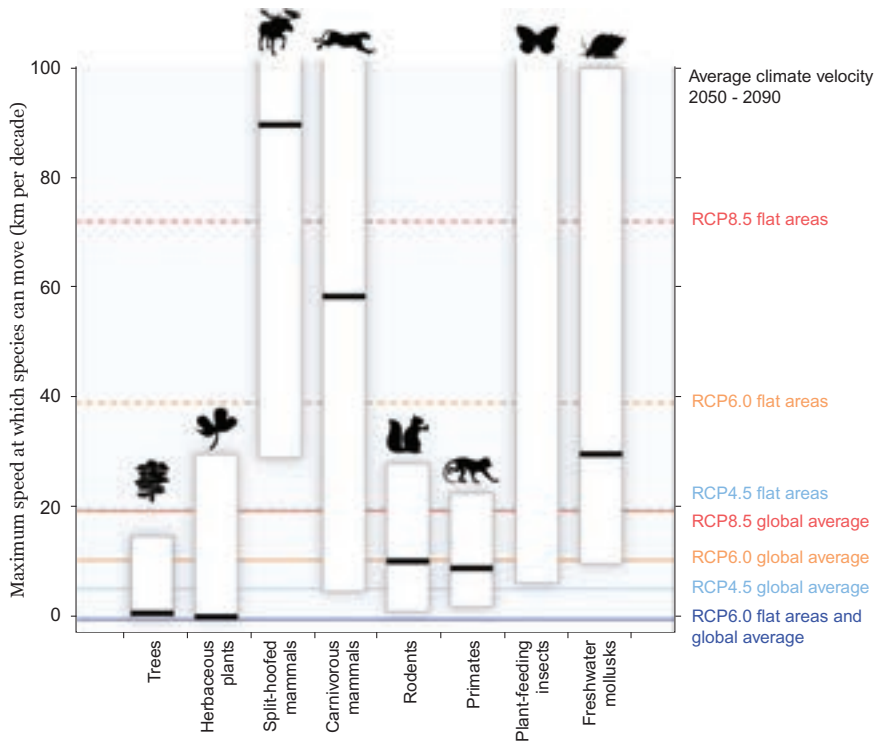 Maximum speed at which species can move (km per decade)
100
80
60
40
20
0
Average climate velocity
2050 - 2090
RCP8.5 flat areas
RCP6.0 flat areas
RCP4.5 flat areas
RCP8.5 global average
RCP6.0 global average
RCP4.5 global average
RCP6.0 flat areas and
global average
Trees
Herbaceous
plants
Split-hoofed
mammals
Carnivorous
mammals
Rodents
Primates
Plant-feeding
insects
Freshwater
mollusks